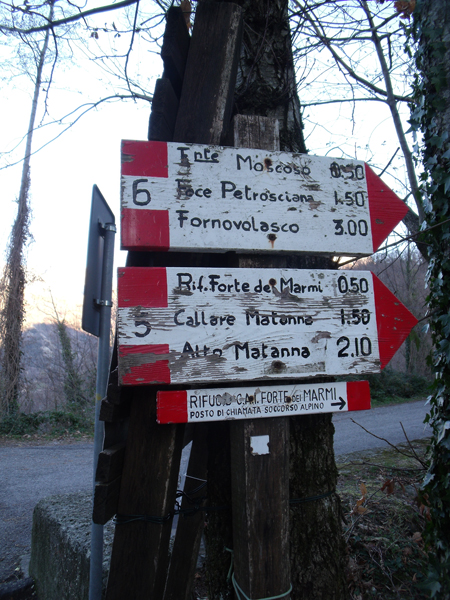 6
Tnte Moscoso 0.50
Foce Petrosciana 1.50
Fornovolasco 3.00
5
Rif. Forte dei Marmi 0.50
Callare Matanna 1.50
Alto Matanna 2.10
RIFUGIO C.A.I. FORTE DEI MARMI
POSTO DI CHIAMATA SOCCORSO ALPINO